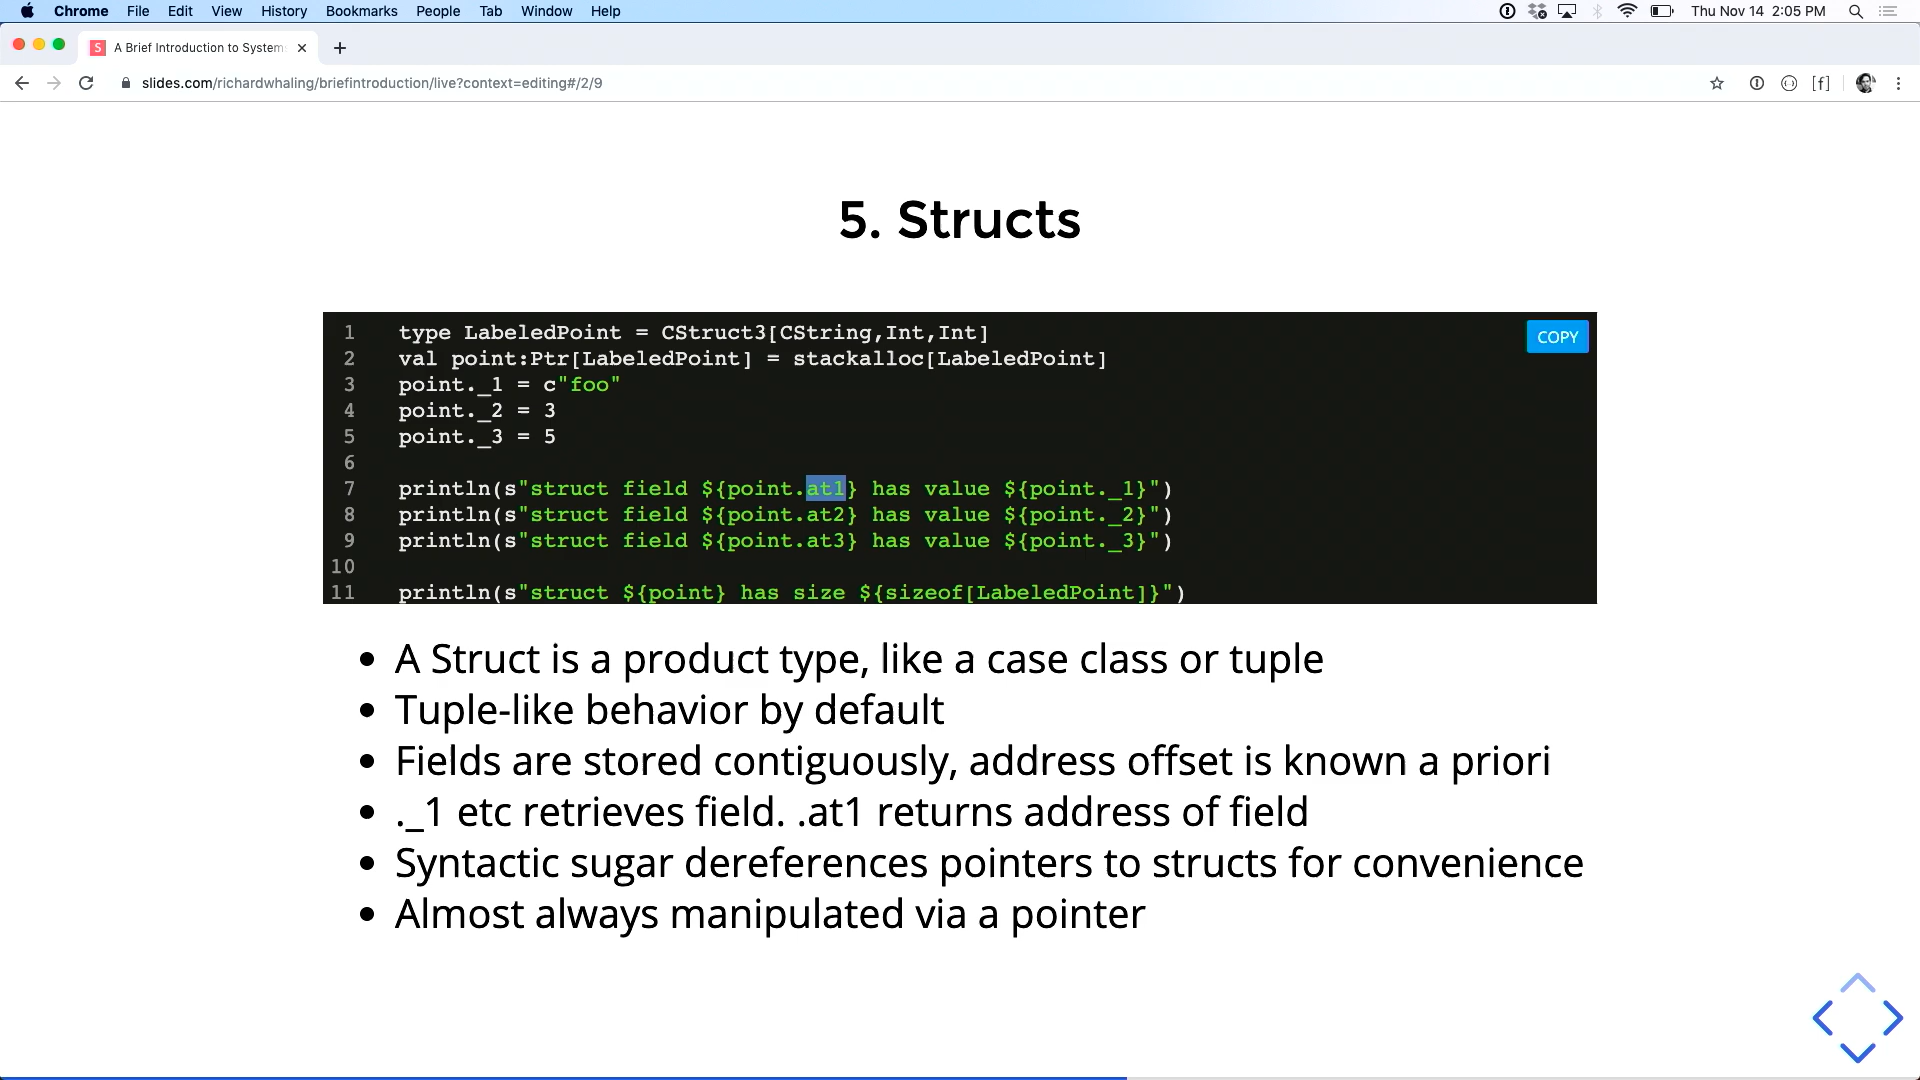 Chrome File Edit View History Bookmarks People Tab Window Help Thu Nov 14 2:05 PM
S A Brief Introduction to System
slides.com/richardwhaling/briefintroduction/live?context=editing#/2/9 [f]
5. Structs
COPY
1 type LabeledPoint = CStruct3[CString,Int,Int]
2 val point:Ptr[LabeledPoint] = stackalloc[LabeledPoint]
3 point._1 = c"foo"
4 point._2 = 3
5 point._3 = 5
6
7 println(s"struct field ${point.at1} has value ${point._1}")
8 println(s"struct field ${point.at2} has value ${point._2}")
9 println(s"struct field ${point.at3} has value ${point._3}")
10
11 println(s"struct ${point} has size ${sizeof[LabeledPoint]}")
• A Struct is a product type, like a case class or tuple
• Tuple-like behavior by default
• Fields are stored contiguously, address offset is known a priori
• ._1 etc retrieves field. .at1 returns address of field
• Syntactic sugar dereferences pointers to structs for convenience
• Almost always manipulated via a pointer